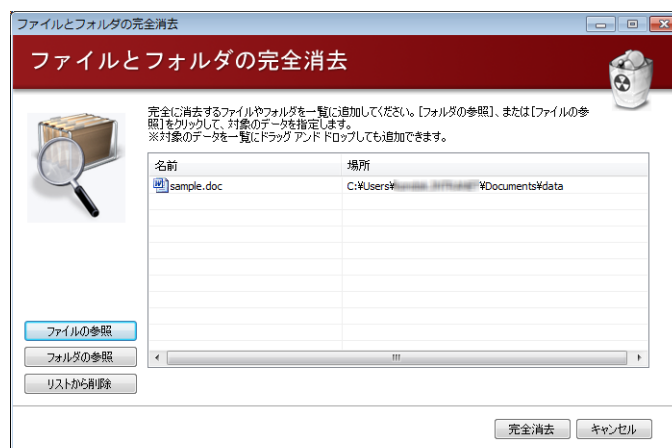 ファイルとフォルダの完全消去
ファイルとフォルダの完全消去
完全に消去するファイルやフォルダを一覧に追加してください。[フォルダの参照]、または[ファイルの参
照]をクリックして、対象のデータを指定します。
※対象のデータを一覧にドラッグ アンド ドロップしても追加できます。
名前 場所
sample.doc C:¥Users¥ ¥Documents¥data
ファイルの参照
フォルダの参照
リストから削除
完全消去 キャンセル